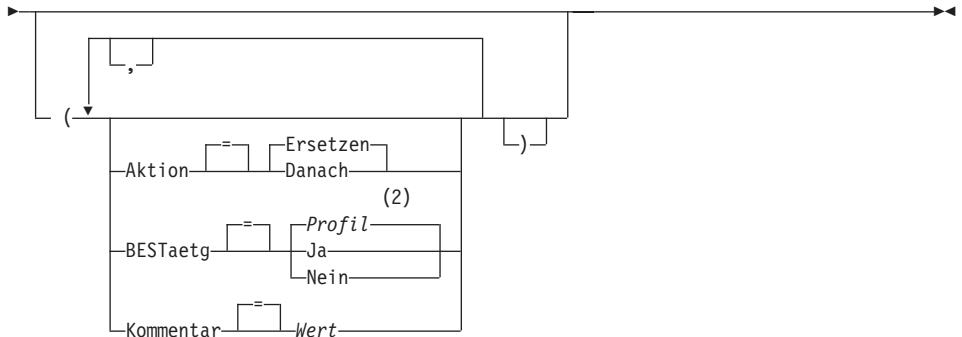 ,
(
)
= Ersetzen
Aktion Danach
(2)
= Profil
BESTaetg Ja
Nein
=
Kommentar Wert